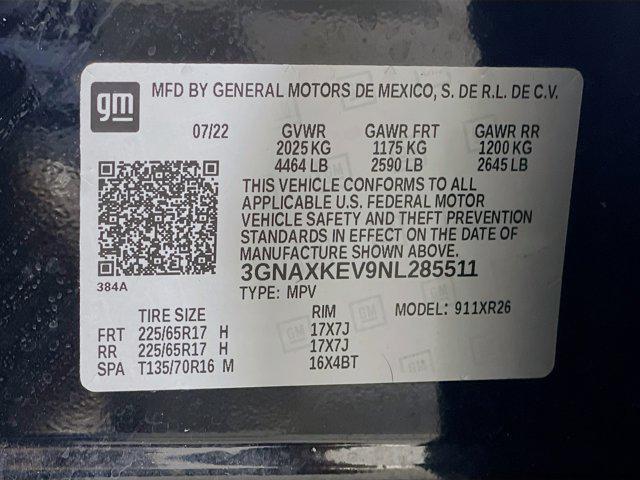 gm
MFD BY GENERAL MOTORS DE MEXICO, S. DE R.L. DE C.V.
07/22 GVWR GAWR FRT GAWR RR
2025 KG 1175 KG 1200 KG
4464 LB 2590 LB 2645 LB
THIS VEHICLE CONFORMS TO ALL
APPLICABLE U.S. FEDERAL MOTOR
VEHICLE SAFETY AND THEFT PREVENTION
STANDARDS IN EFFECT ON THE DATE OF
MANUFACTURE SHOWN ABOVE.
384A
3GNAXKEV9NL285511
TYPE: MPV
TIRE SIZE RIM MODEL: 911XR26
FRT 225/65R17 H 17X7J
RR 225/65R17 H 17X7J
SPA T135/70R16 M 16X4BT